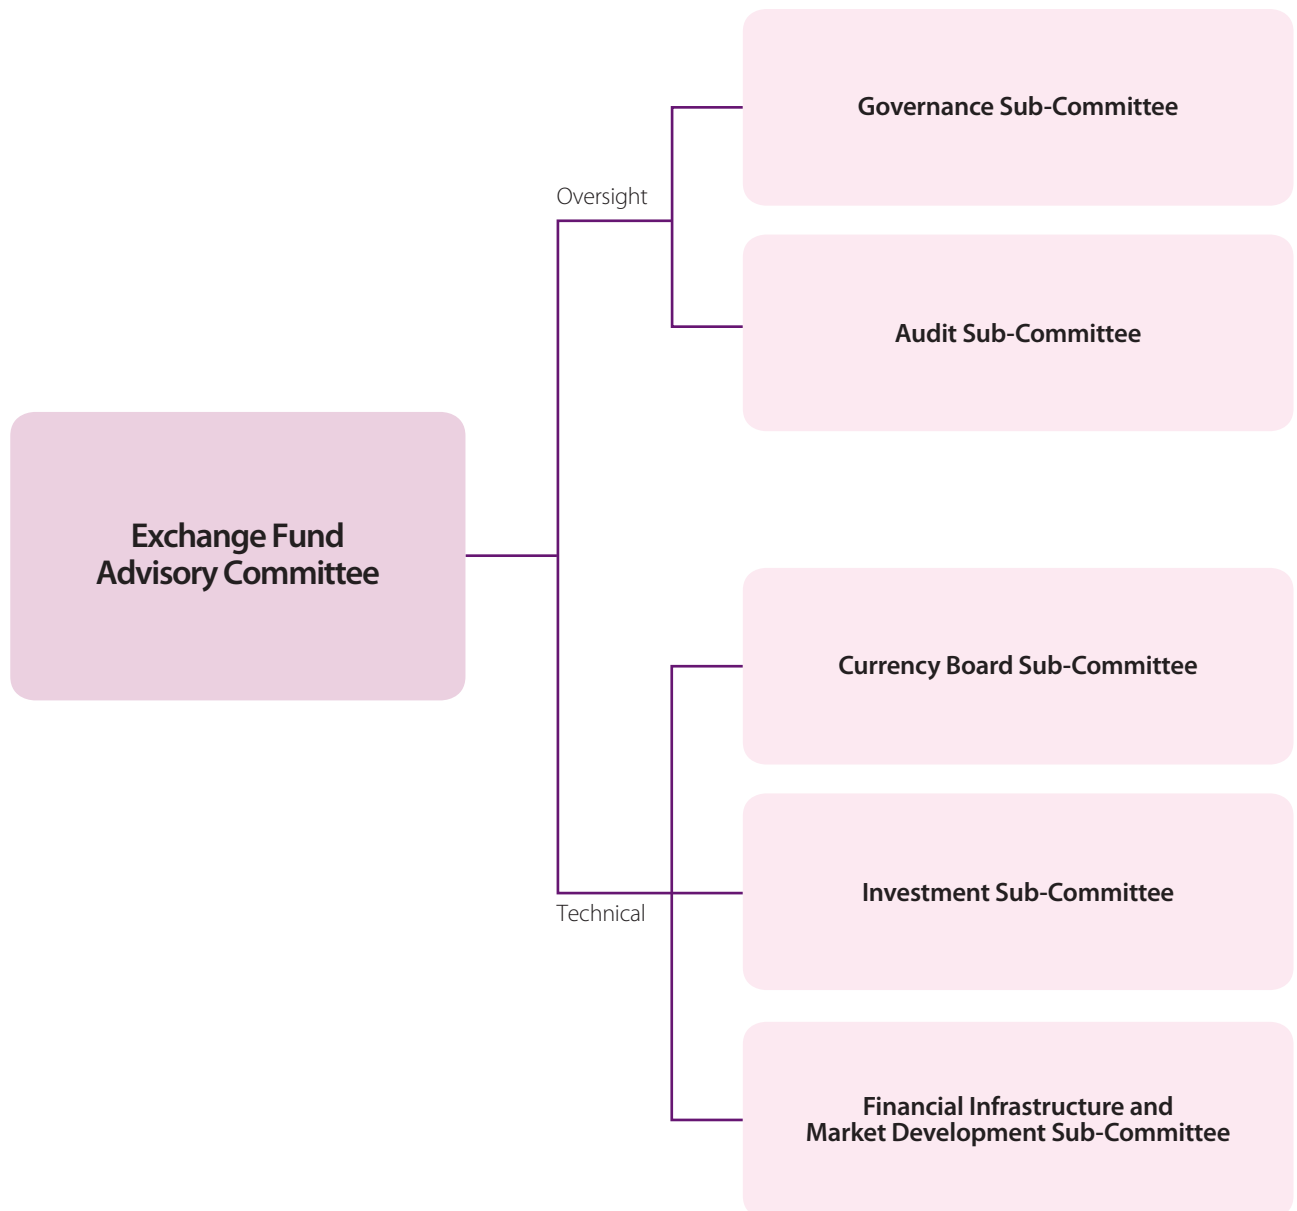 Governance Sub-Committee
Oversight
Audit Sub-Committee
Exchange Fund
Advisory Committee
Currency Board Sub-Committee
Investment Sub-Committee
Technical
Financial Infrastructure and
Market Development Sub-Committee